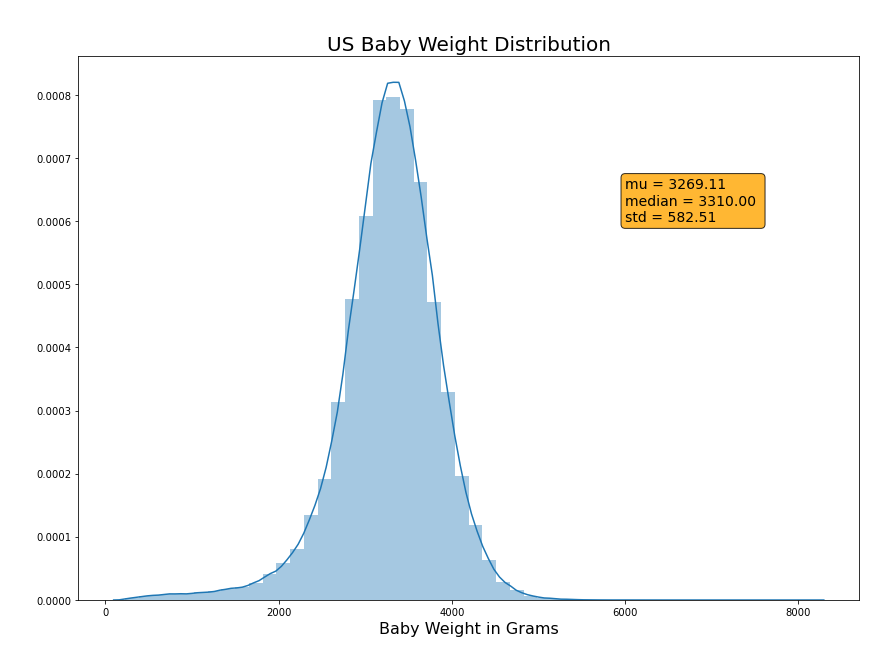 US Baby Weight Distribution
0.0008
0.0007
0.0006
0.0005
0.0004
0.0003
0.0002
0.0001
0.0000
mu = 3269.11
median = 3310.00
std = 582.51
0 2000 4000 6000 8000
Baby Weight in Grams